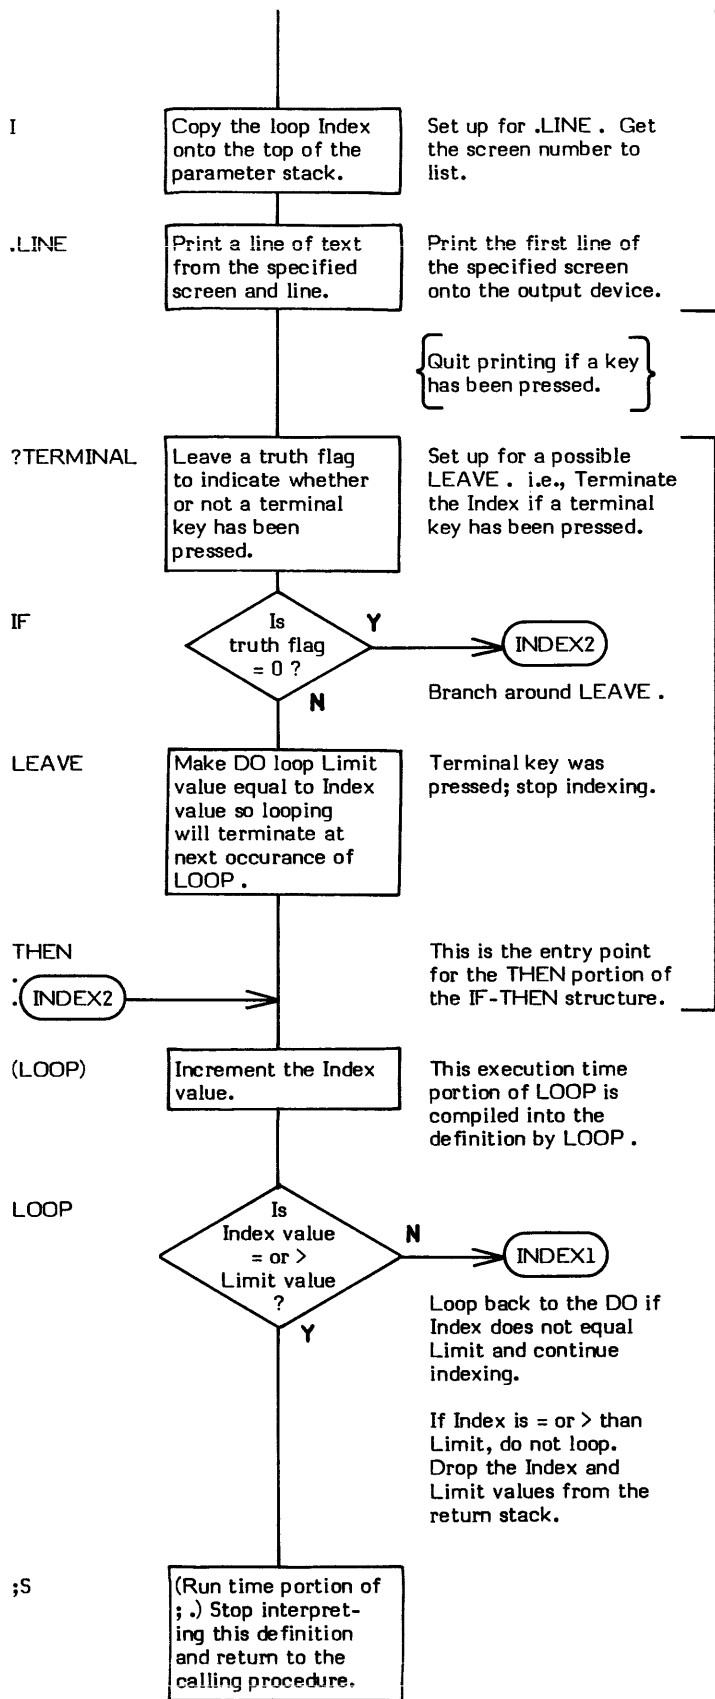 I
Copy the loop Index
onto the top of the
parameter stack.
Set up for .LINE . Get
the screen number to
list.
.LINE
Print a line of text
from the specified
screen and line.
Print the first line of
the specified screen
onto the output device.
Quit printing if a key
has been pressed.
?TERMINAL
Leave a truth flag
to indicate whether
or not a terminal
key has been
pressed.
Set up for a possible
LEAVE . i.e., Terminate
the Index if a terminal
key has been pressed.
IF
Is
truth flag
= 0 ?
Y
INDEX2
N
Branch around LEAVE .
LEAVE
Make DO loop Limit
value equal to Index
value so looping
will terminate at
next occurance of
LOOP .
Terminal key was
pressed; stop indexing.
THEN
: INDEX2
This is the entry point
for the THEN portion of
the IF-THEN structure.
(LOOP)
Increment the Index
value.
This execution time
portion of LOOP is
compiled into the
definition by LOOP .
LOOP
Is
Index value
= or >
Limit value
?
N
INDEX1
Y
Loop back to the DO if
Index does not equal
Limit and continue
indexing.
If Index is = or > than
Limit, do not loop.
Drop the Index and
Limit values from the
return stack.
;S
(Run time portion of
; .) Stop interpret-
ing this definition
and return to the
calling procedure.